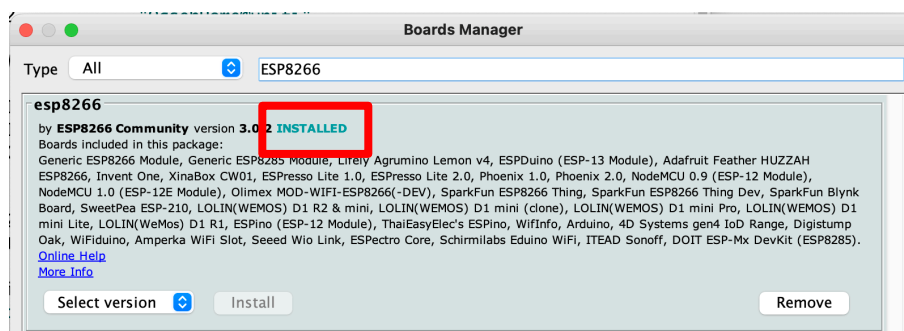 Boards Manager
Type All ESP8266
esp8266
by ESP8266 Community version 3.0.2 INSTALLED
Boards included in this package:
Generic ESP8266 Module, Generic ESP8285 Module, Lifely Agrumino Lemon v4, ESPDuino (ESP-13 Module), Adafruit Feather HUZZAH
ESP8266, Invent One, XinaBox CW01, ESPresso Lite 1.0, ESPresso Lite 2.0, Phoenix 1.0, Phoenix 2.0, NodeMCU 0.9 (ESP-12 Module),
NodeMCU 1.0 (ESP-12E Module), Olimex MOD-WIFI-ESP8266(-DEV), SparkFun ESP8266 Thing, SparkFun ESP8266 Thing Dev, SparkFun Blynk
Board, SweetPea ESP-210, LOLIN(WEMOS) D1 R2 & mini, LOLIN(WEMOS) D1 mini (clone), LOLIN(WEMOS) D1 mini Pro, LOLIN(WEMOS) D1
mini Lite, LOLIN(WeMos) D1 R1, ESPino (ESP-12 Module), ThaiEasyElec's ESPino, WifInfo, Arduino, 4D Systems gen4 IoD Range, Digistump
Oak, WiFiduino, Amperka WiFi Slot, Seeed Wio Link, ESPectro Core, Schirmilabs Eduino WiFi, ITEAD Sonoff, DOIT ESP-Mx DevKit (ESP8285).
Online Help
More Info
Select version Install Remove